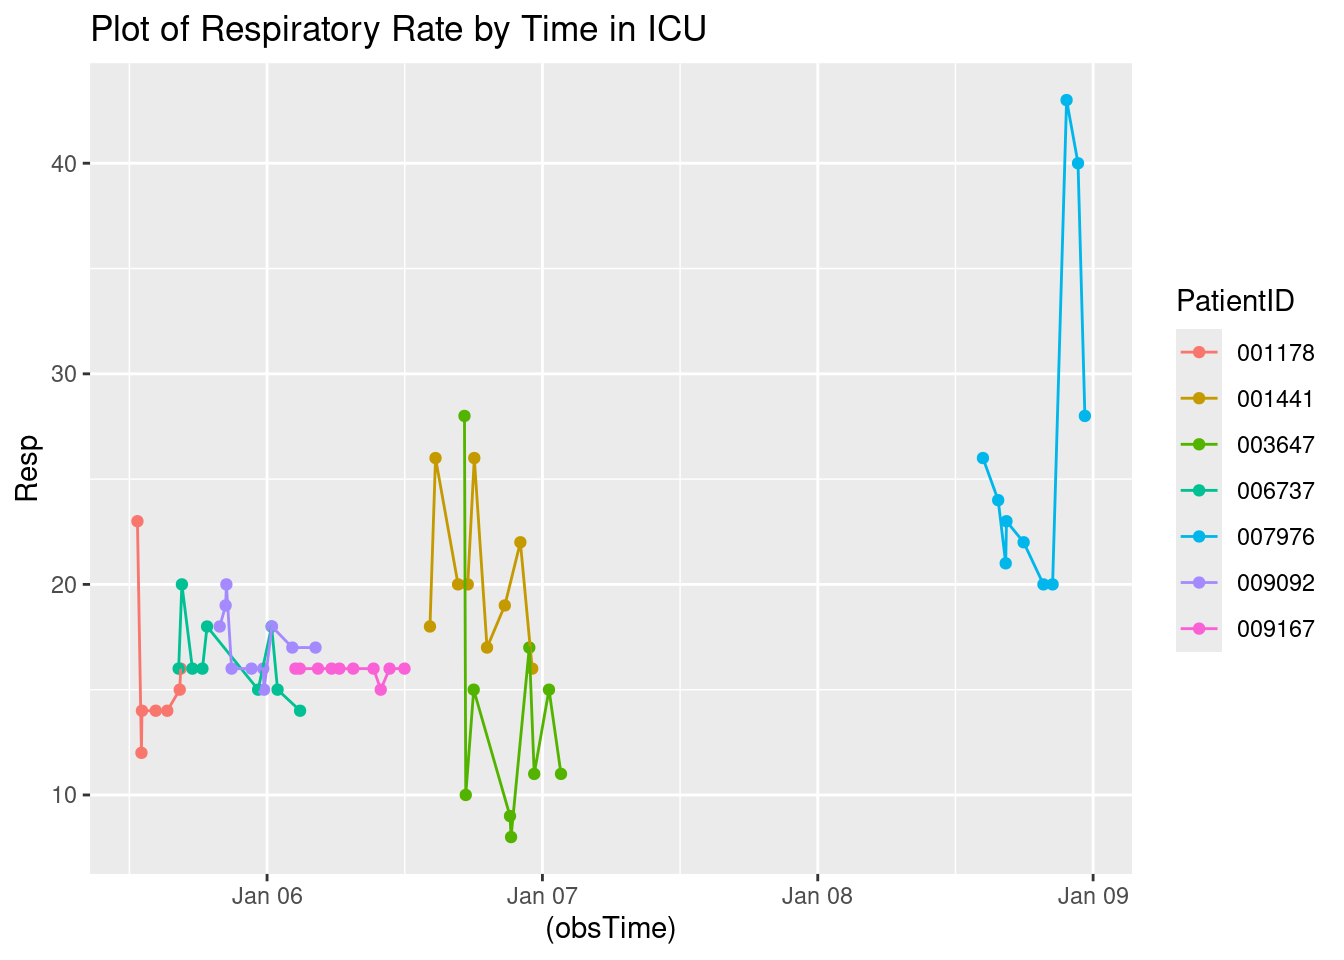 Plot of Respiratory Rate by Time in ICU
Resp
40
30
20
10
Jan 06
Jan 07
Jan 08
Jan 09
(obsTime)
PatientID
001178
001441
003647
006737
007976
009092
009167